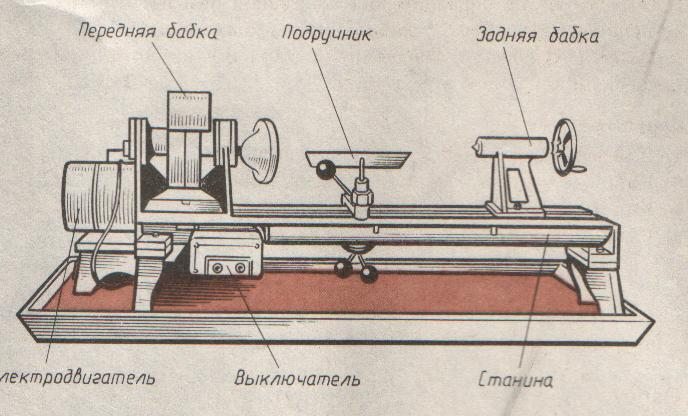 Передняя бабка
Подручник
Задняя бабка
лектродвигатель
Выключатель
Станина